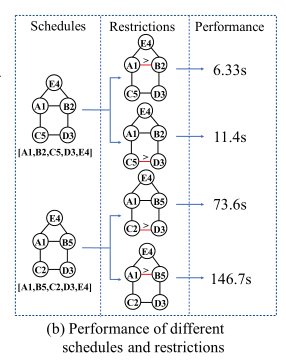 Schedules Restrictions Performance
E4
A1 > B2
C5 D3
6.33s
E4
A1 B2
C5 D3
[A1,B2,C5,D3,E4]
E4
A1 B2
C5 > D3
11.4s
E4
A1 B5
C2 > D3
73.6s
E4
A1 B5
C2 D3
[A1,B5,C2,D3,E4]
E4
A1 > B5
C2 D3
146.7s
(b) Performance of different
schedules and restrictions